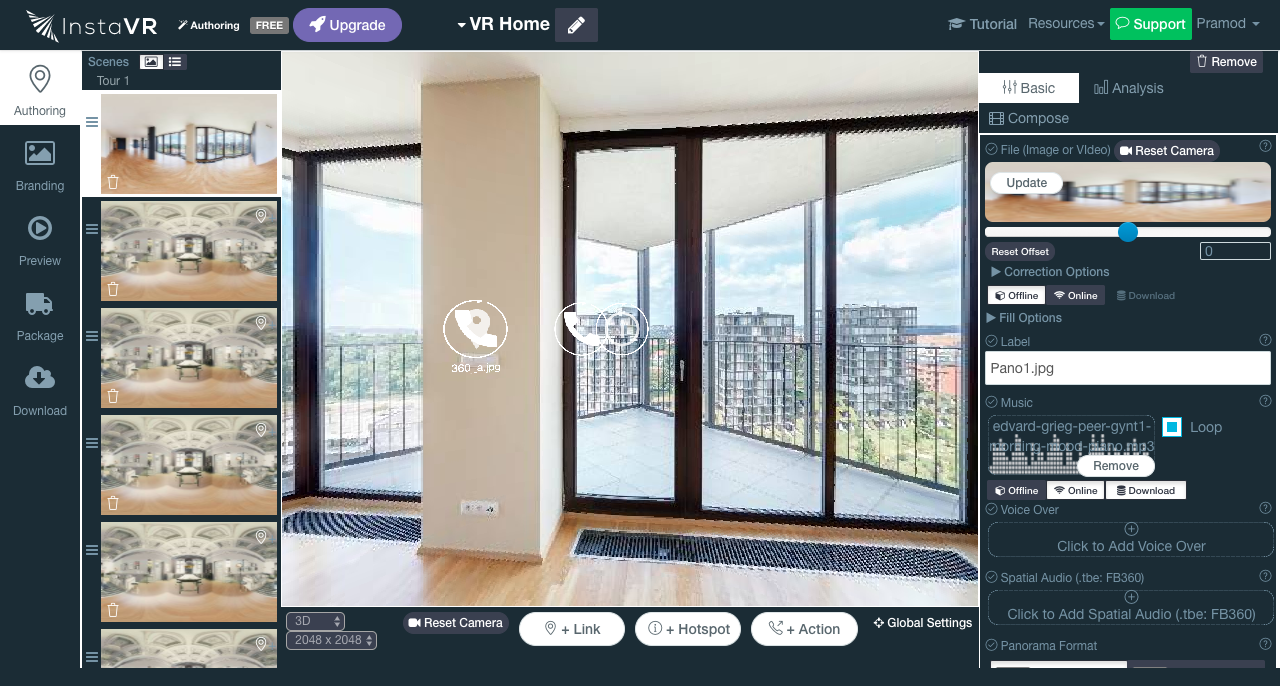 InstaVR
Authoring
FREE
Upgrade
VR Home
Tutorial
Resources
Support
Pramod
Authoring
Branding
Preview
Package
Download
Scenes
Tour 1
3D
2048 x 2048
Reset Camera
+ Link
+ Hotspot
+ Action
Global Settings
Remove
Basic
Analysis
Compose
File (Image or VIdeo)
Reset Camera
Update
Reset Offset
0
Correction Options
Offline
Online
Download
Fill Options
Label
Pano1.jpg
Music
edvard-grieg-peer-gynt1-
Loop
Remove
Offline
Online
Download
Voice Over
Click to Add Voice Over
Spatial Audio (.tbe: FB360)
Click to Add Spatial Audio (.tbe: FB360)
Panorama Format